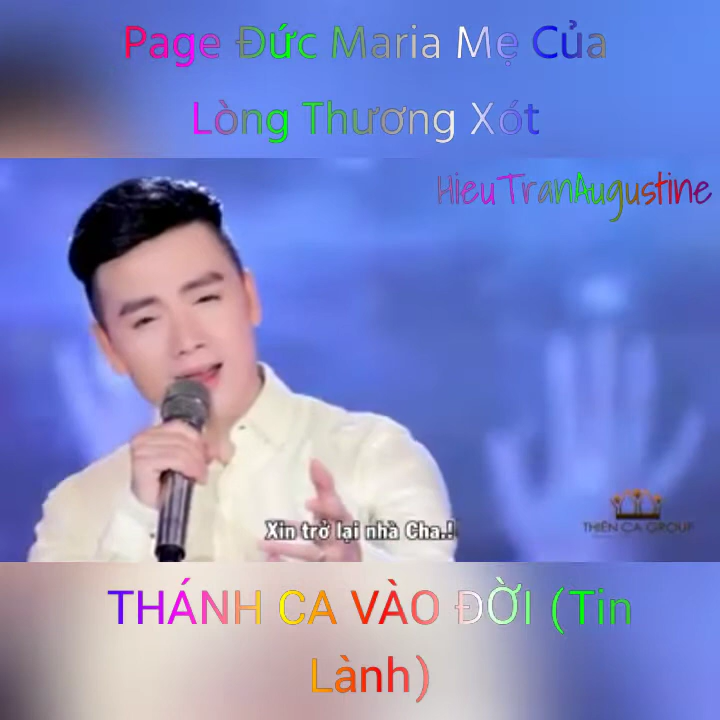 Page Đức Maria Mẹ Của
Lòng Thương Xót
HieuTranAugustine
Xin trở lại nhà Cha.!
THIÊN CA GROUP
THÁNH CA VÀO ĐỜI (Tin
Lành)